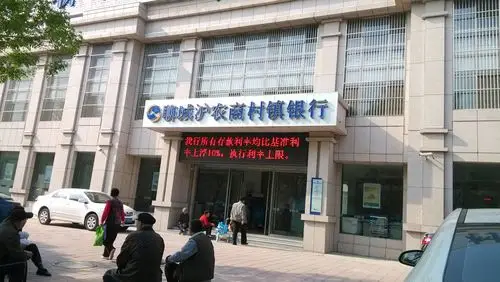 聊城沪农商村镇银行
我行所有存款利率均比基准利
率上浮10%，执行利率上限。